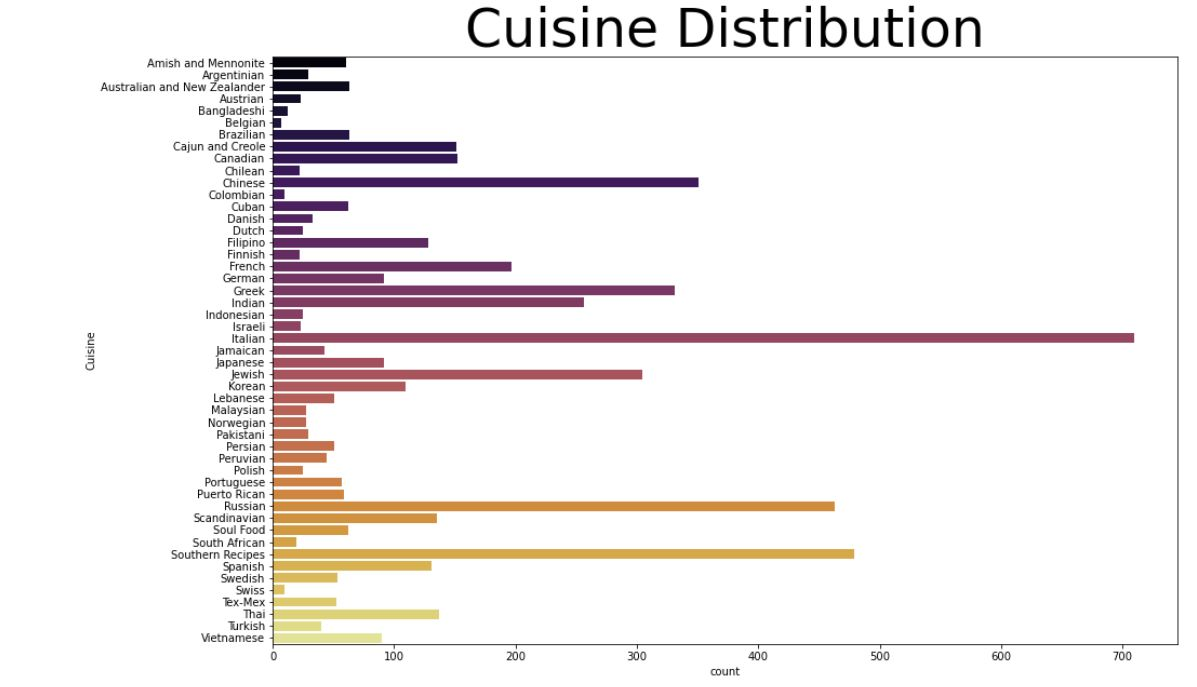 Cuisine Distribution
Amish and Mennonite
Argentinian
Australian and New Zealander
Austrian
Bangladeshi
Belgian
Brazilian
Cajun and Creole
Canadian
Chilean
Chinese
Colombian
Cuban
Danish
Dutch
Filipino
Finnish
French
German
Greek
Indian
Indonesian
Israeli
Italian
Jamaican
Japanese
Jewish
Korean
Lebanese
Malaysian
Norwegian
Pakistani
Persian
Peruvian
Polish
Portuguese
Puerto Rican
Russian
Scandinavian
Soul Food
South African
Southern Recipes
Spanish
Swedish
Swiss
Tex-Mex
Thai
Turkish
Vietnamese
Cuisine
0 100 200 300 400 500 600 700
count